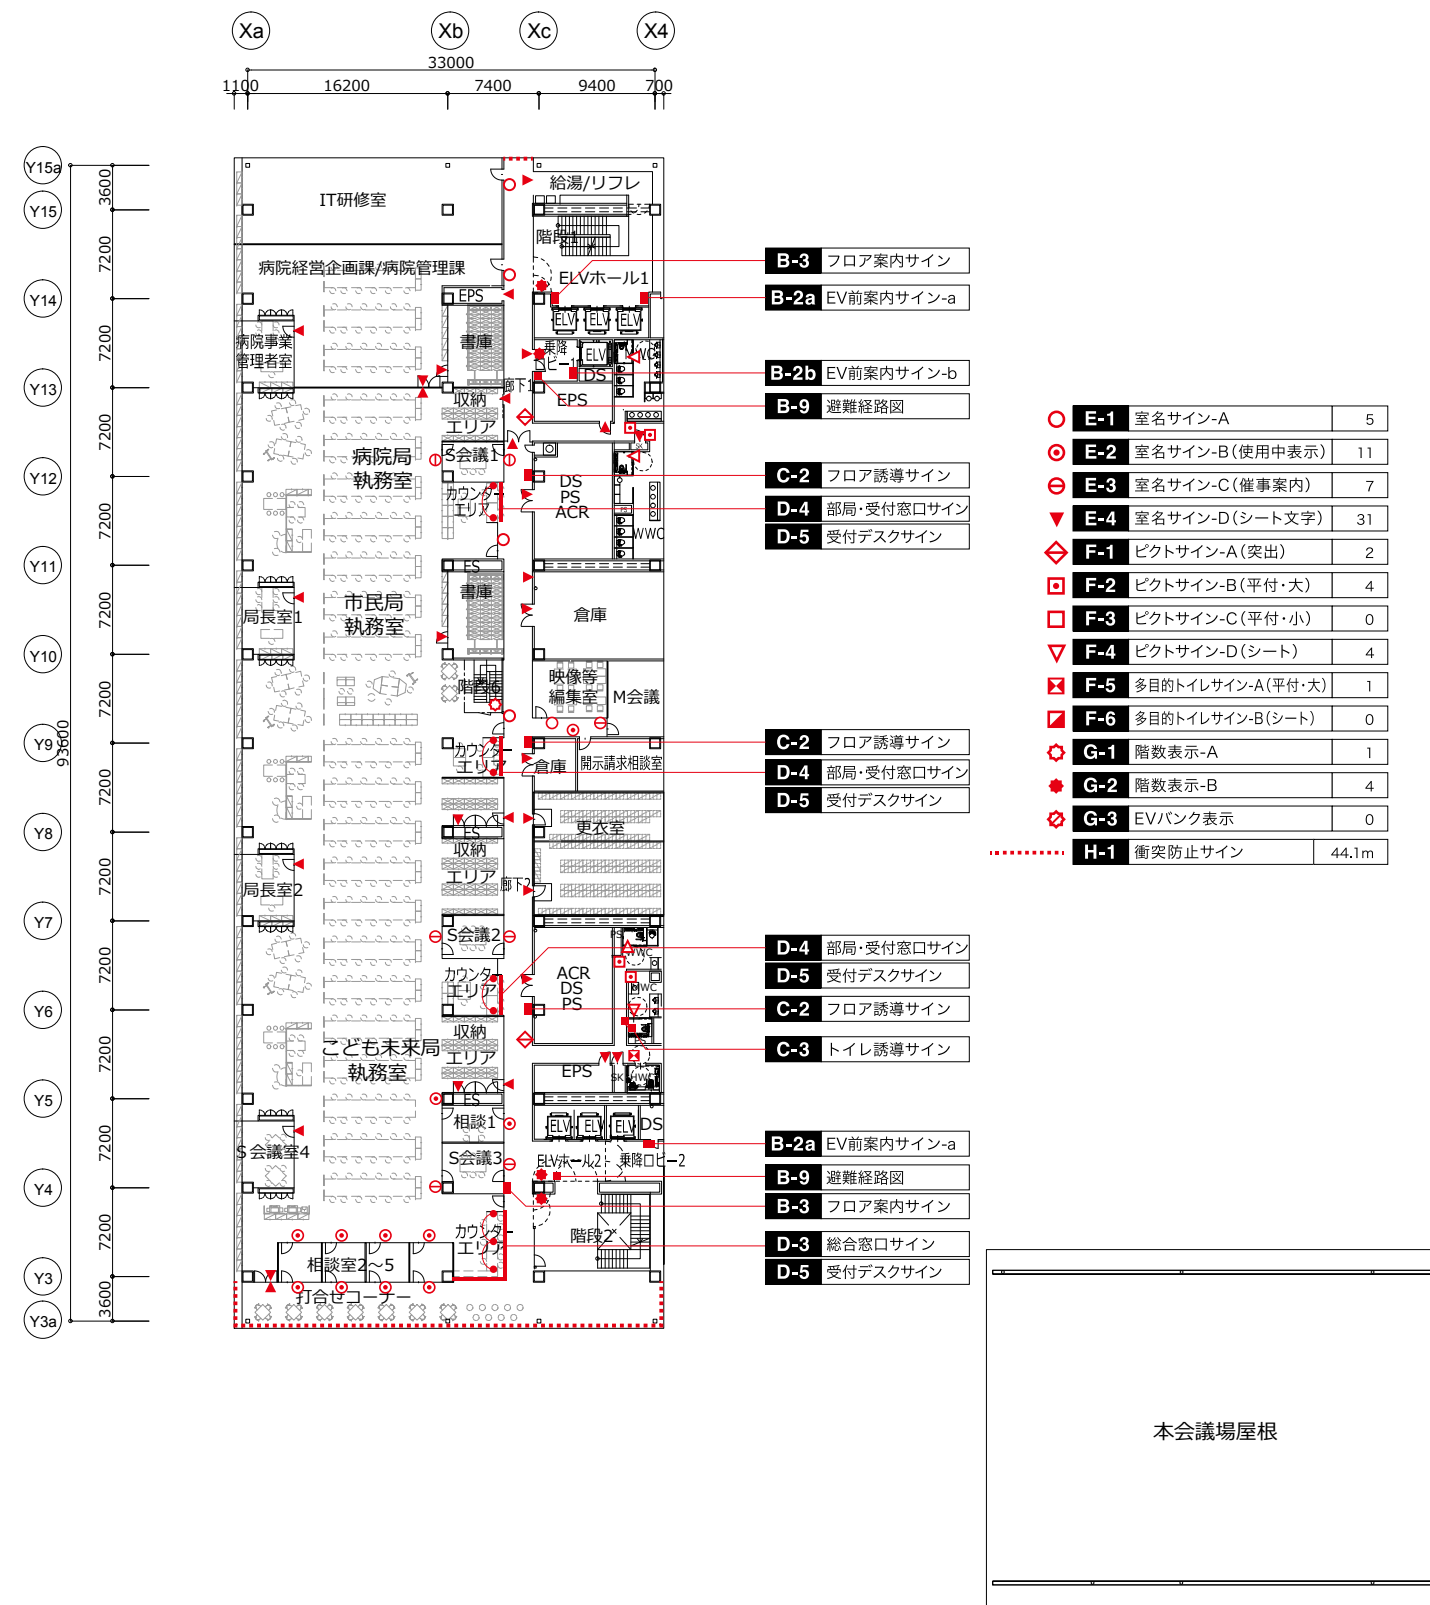 Xa
Xb
Xc
X4
33000
1100
16200
7400
9400
700
Y15a
3600
Y15
7200
Y14
7200
Y13
7200
Y12
7200
Y11
7200
Y10
7200
Y9
93600
7200
Y8
7200
Y7
7200
Y6
7200
Y5
7200
Y4
7200
Y3
3600
Y3a
IT研修室
給湯/リフレ
階段1
病院経営企画課/病院管理課
ELVホール1
EPS
ELV
ELV
ELV
病院事業
管理者室
書庫
乗降
ビー1
ELV
WWC
DS
廊下1
EPS
収納
エリア
SK
S会議1
病院局
執務室
カウンター
エリア
DS
PS
ACR
PS
WWC
ES
書庫
倉庫
局長室1
市民局
執務室
階段6
映像等
編集室
M会議
カウンター
エリア
倉庫
開示請求相談室
ES
更衣室
収納
エリア
局長室2
廊下2
S会議2
PS
WWC
カウンター
エリア
ACR
DS
PS
MWC
収納
エリア
こども未来局
執務室
EPS
SK
HWC
ES
相談1
ELV
ELV
ELV
DS
S会議室4
S会議3
ELVホール2
乗降ロビー2
カウンター
エリア
階段2
相談室2～5
打合せコーナー
B-3 フロア案内サイン
B-2a EV前案内サイン-a
B-2b EV前案内サイン-b
B-9 避難経路図
C-2 フロア誘導サイン
D-4 部局・受付窓口サイン
D-5 受付デスクサイン
C-2 フロア誘導サイン
D-4 部局・受付窓口サイン
D-5 受付デスクサイン
D-4 部局・受付窓口サイン
D-5 受付デスクサイン
C-2 フロア誘導サイン
C-3 トイレ誘導サイン
B-2a EV前案内サイン-a
B-9 避難経路図
B-3 フロア案内サイン
D-3 総合窓口サイン
D-5 受付デスクサイン
E-1 室名サイン-A 5
E-2 室名サイン-B（使用中表示） 11
E-3 室名サイン-C（催事案内） 7
E-4 室名サイン-D（シート文字） 31
F-1 ピクトサイン-A（突出） 2
F-2 ピクトサイン-B（平付・大） 4
F-3 ピクトサイン-C（平付・小） 0
F-4 ピクトサイン-D（シート） 4
F-5 多目的トイレサイン-A（平付・大） 1
F-6 多目的トイレサイン-B（シート） 0
G-1 階数表示-A 1
G-2 階数表示-B 4
G-3 EVバンク表示 0
H-1 衝突防止サイン 44.1m
本会議場屋根